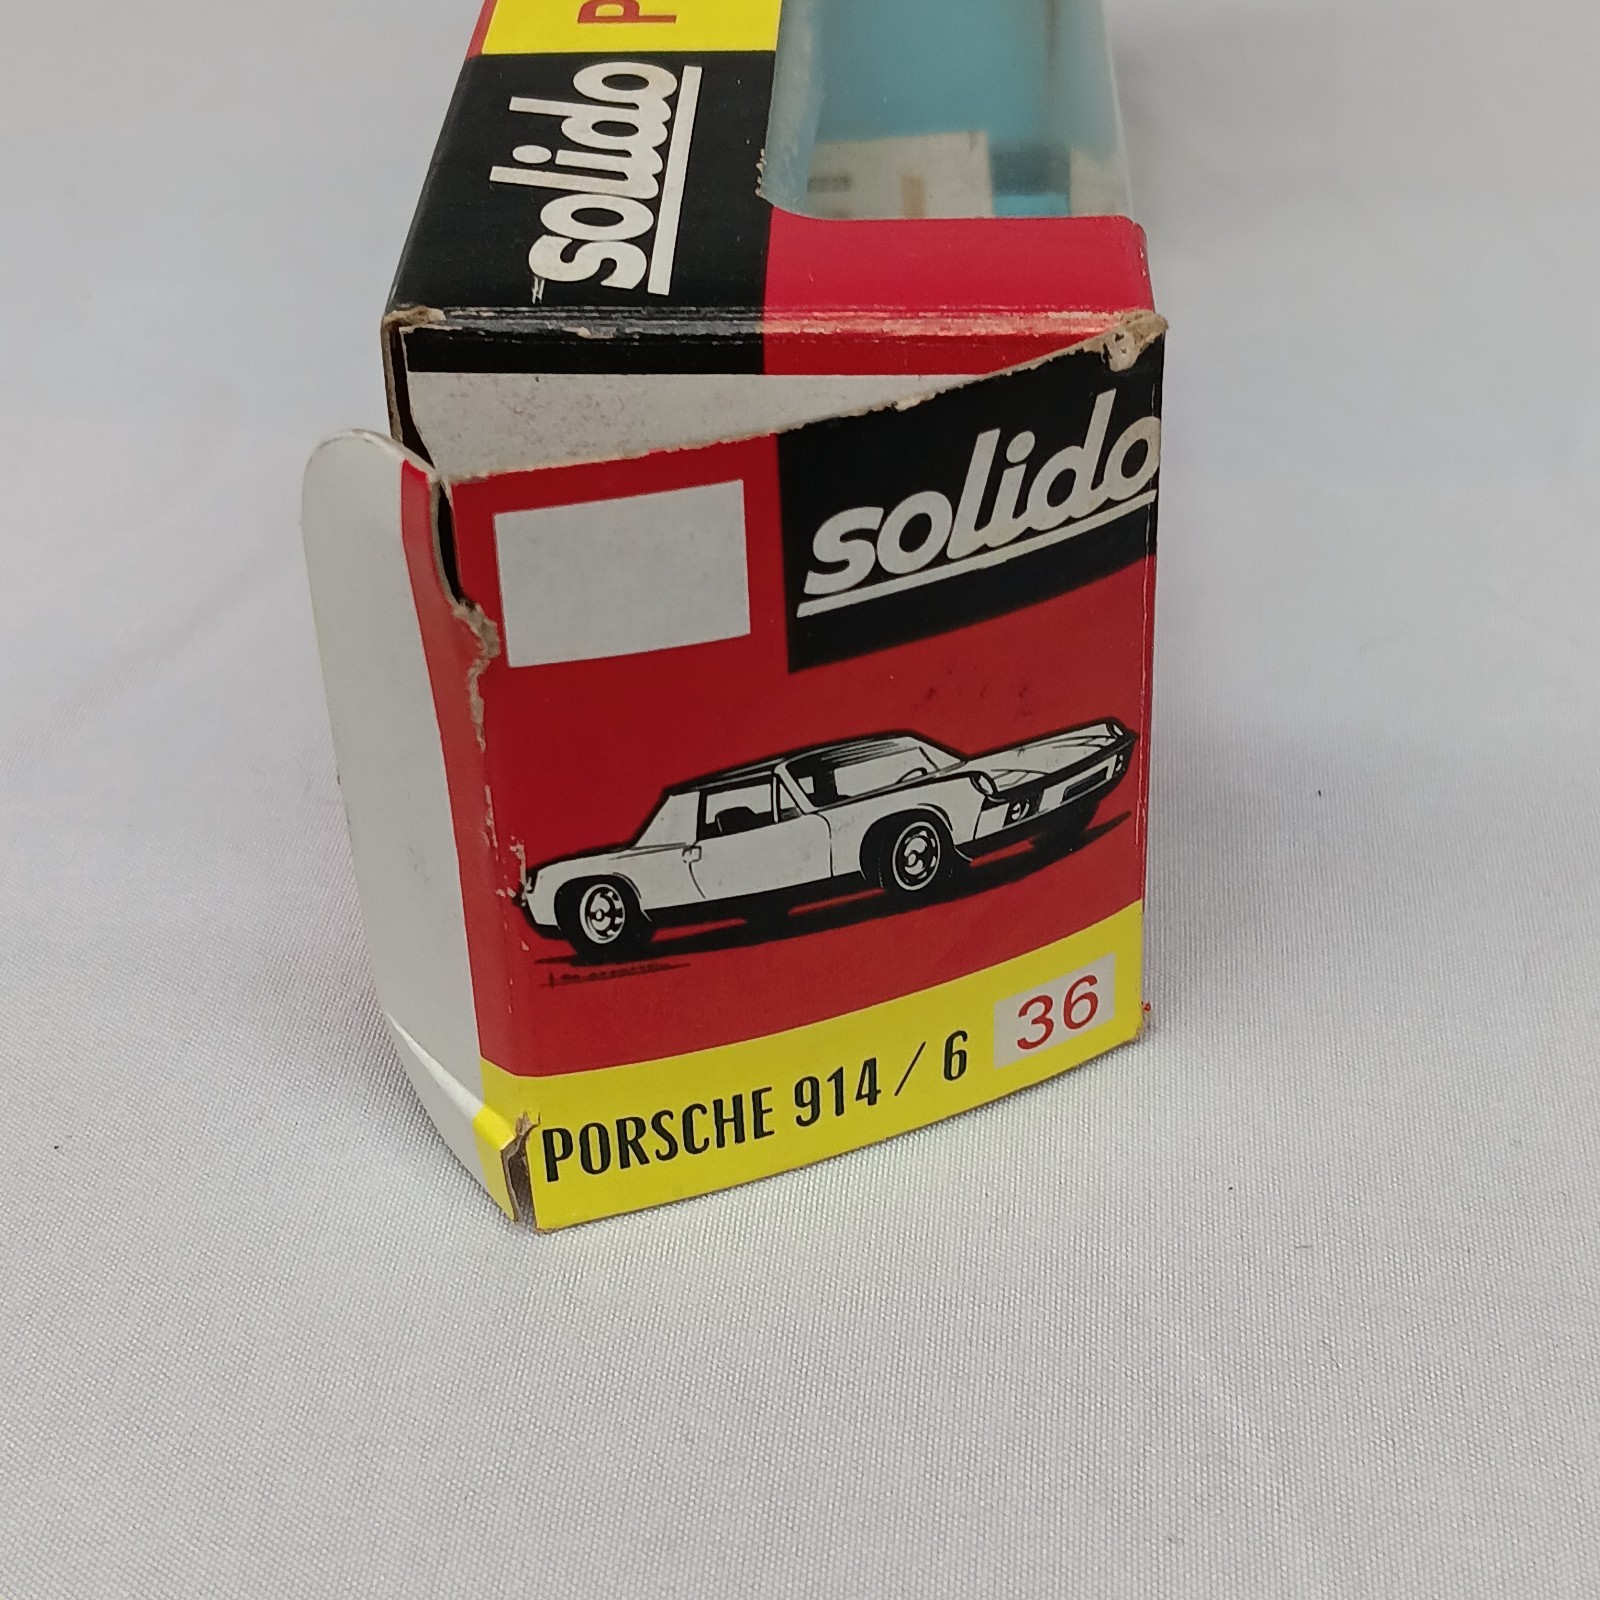 P
solido
solido
PORSCHE 914/6 36